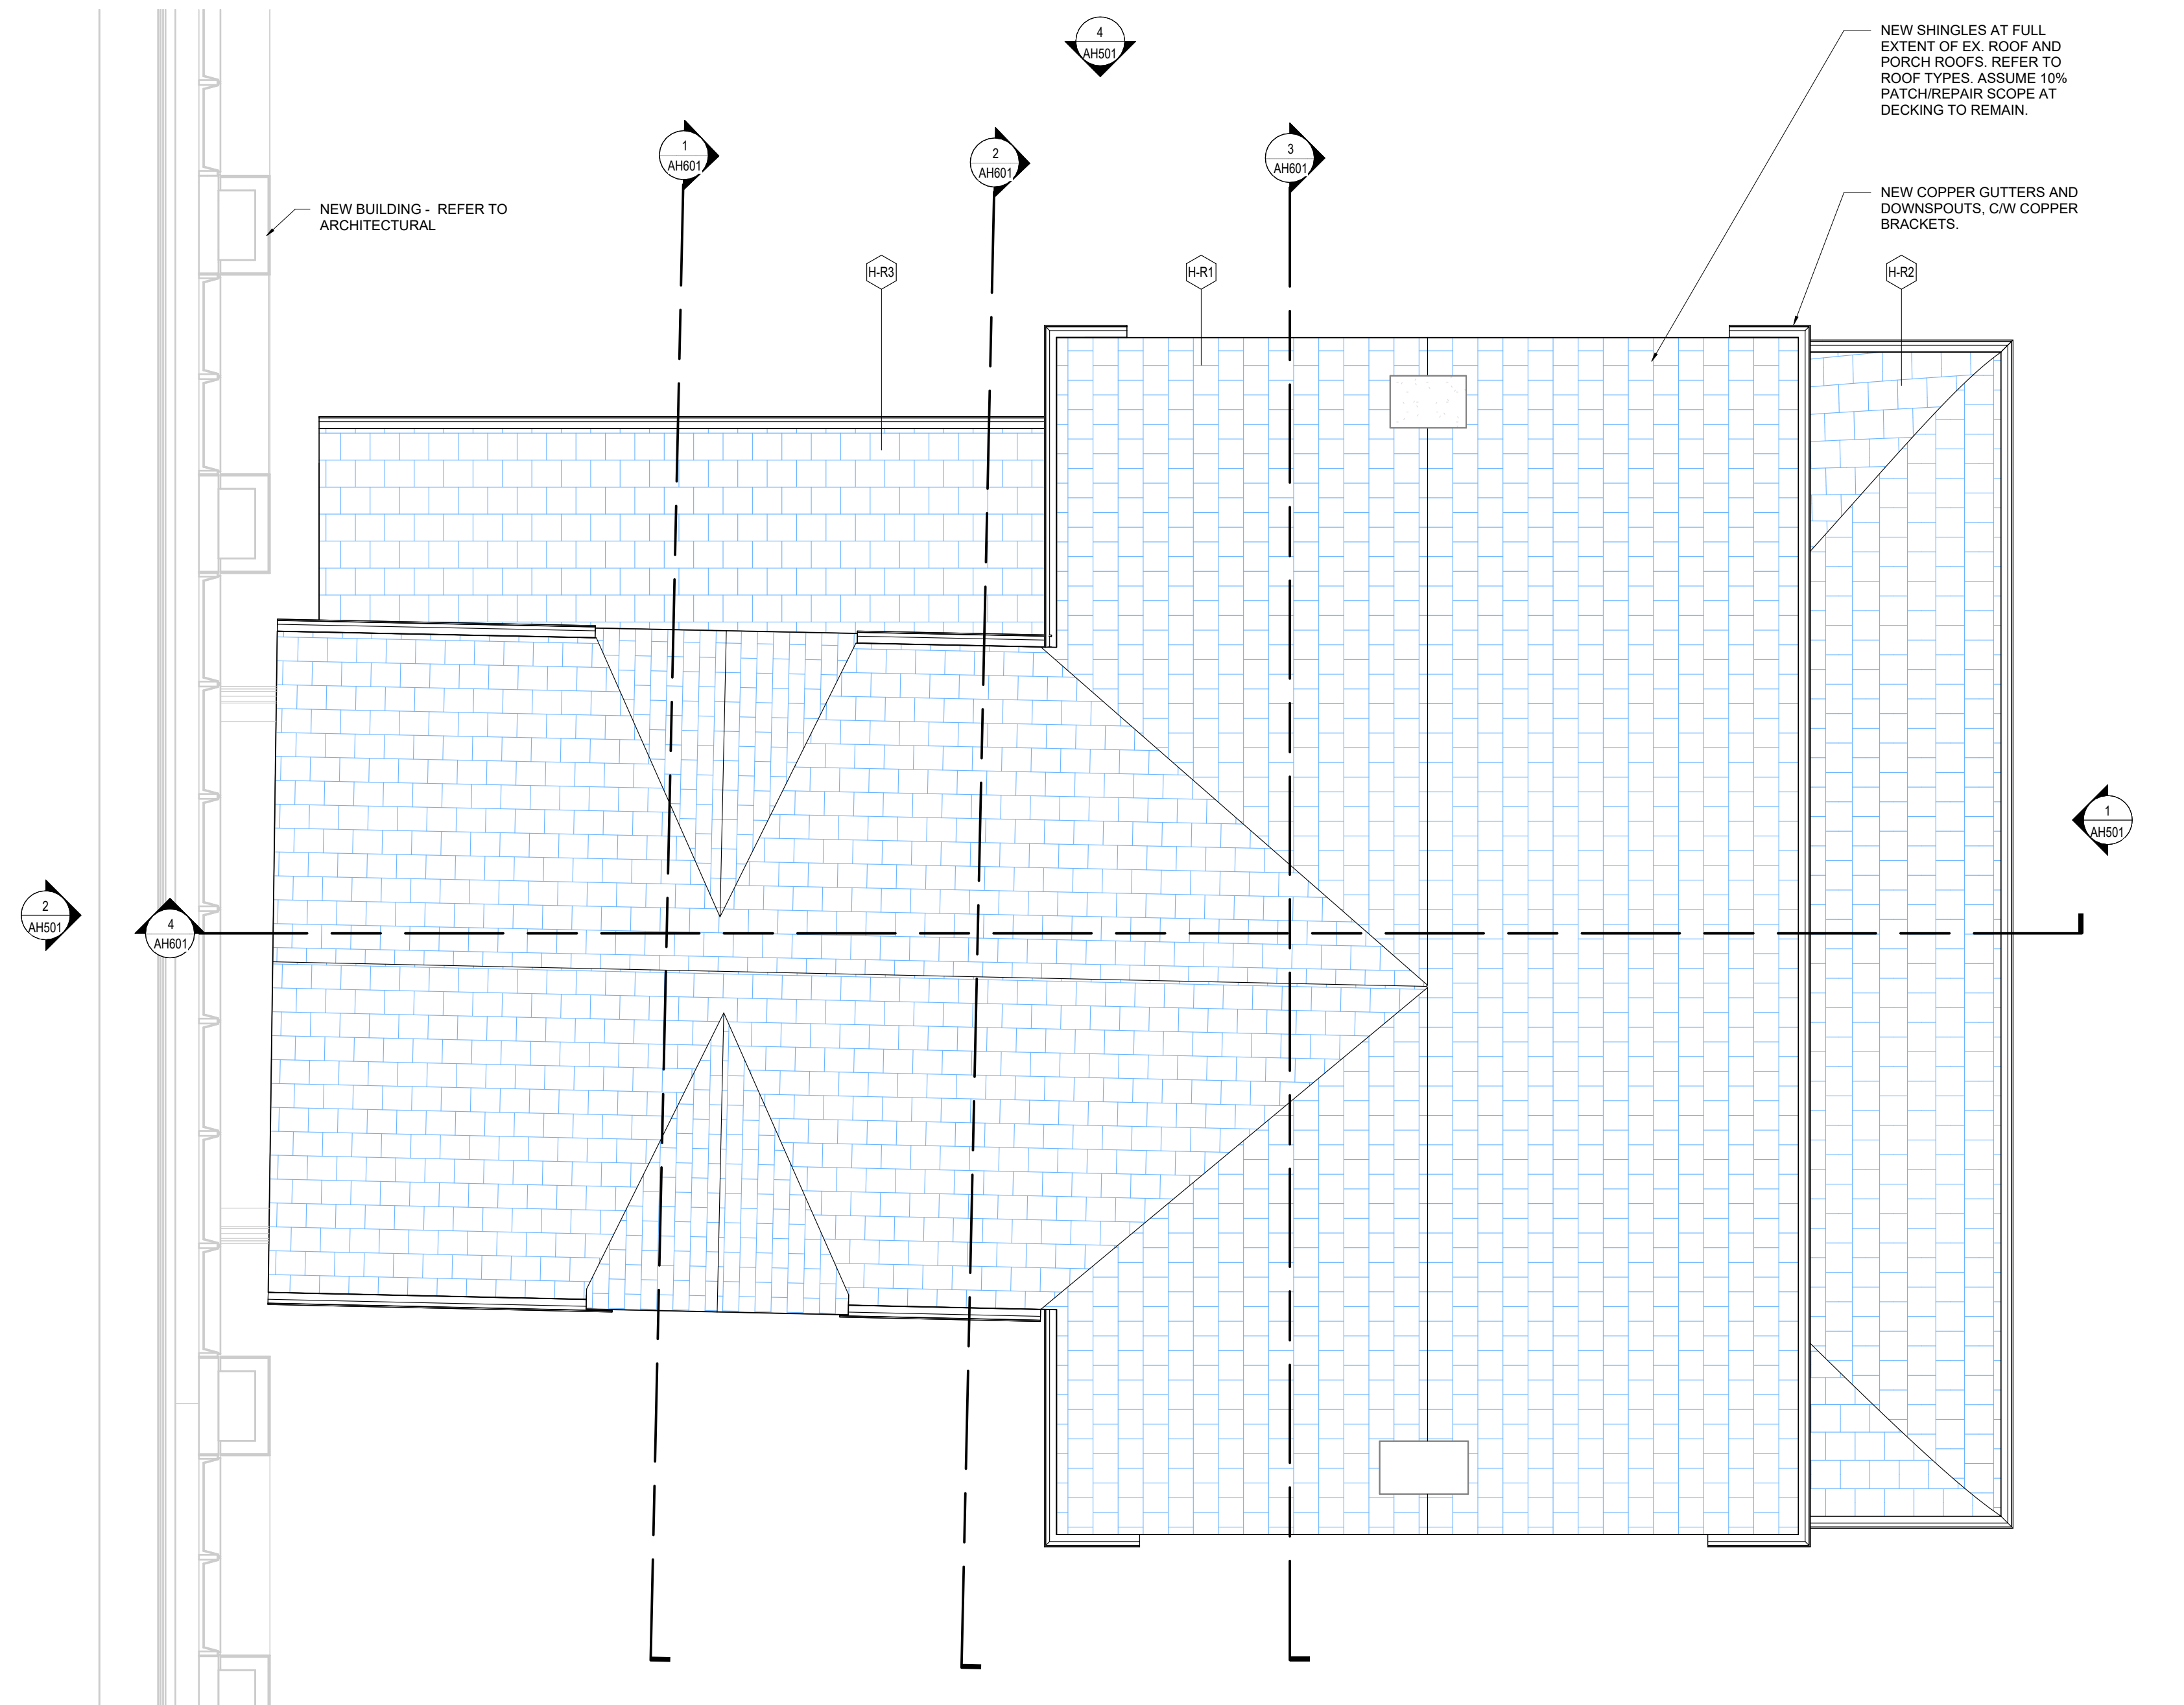 4
AH501
NEW SHINGLES AT FULL
EXTENT OF EX. ROOF AND
PORCH ROOFS. REFER TO
ROOF TYPES. ASSUME 10%
PATCH/REPAIR SCOPE AT
DECKING TO REMAIN.
1
AH601
2
AH601
3
AH601
NEW BUILDING - REFER TO
ARCHITECTURAL
NEW COPPER GUTTERS AND
DOWNSPOUTS, C/W COPPER
BRACKETS.
H-R3
H-R1
H-R2
1
AH501
2
AH501
4
AH601